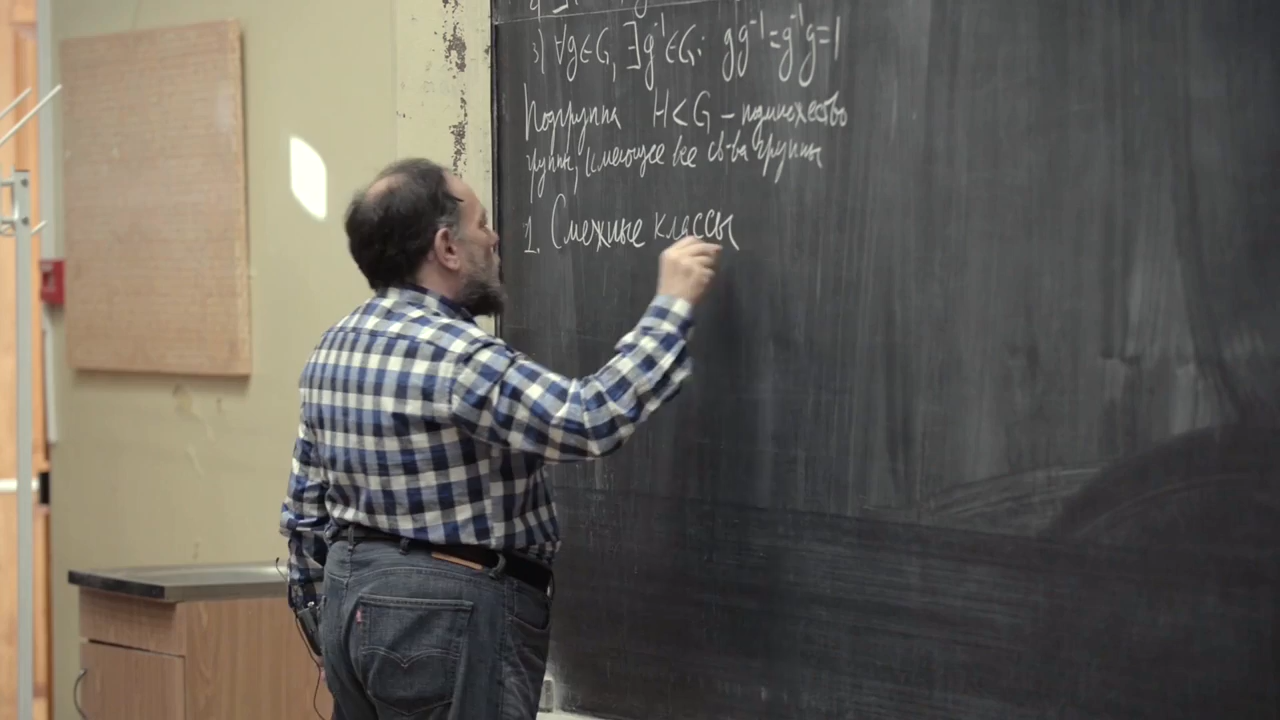 3) ∀g∈G, ∃g⁻¹∈G: gg⁻¹=g⁻¹g=1
Подгруппа H<G – подмножество
группы, имеющее все св-ва группы
1. Смежные классы